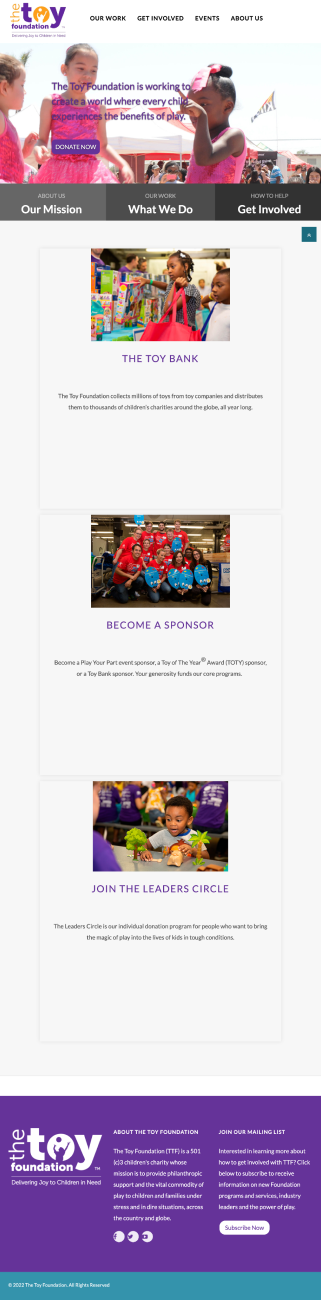 the toy
foundation™
Delivering Joy to Children in Need
OUR WORK GET INVOLVED EVENTS ABOUT US
The Toy Foundation is working to
create a world where every child
experiences the benefits of play.
DONATE NOW
ABOUT US
Our Mission
OUR WORK
What We Do
HOW TO HELP
Get Involved
THE TOY BANK
The Toy Foundation collects millions of toys from toy companies and distributes
them to thousands of children's charities around the globe, all year long.
BECOME A SPONSOR
Become a Play Your Part event sponsor, a Toy of The Year® Award (TOTY) sponsor,
or a Toy Bank sponsor. Your generosity funds our core programs.
JOIN THE LEADERS CIRCLE
The Leaders Circle is our individual donation program for people who want to bring
the magic of play into the lives of kids in tough conditions.
the toy
foundation™
Delivering Joy to Children in Need
ABOUT THE TOY FOUNDATION
The Toy Foundation (TTF) is a 501
(c)3 children's charity whose
mission is to provide philanthropic
support and the vital commodity of
play to children and families under
stress and in dire situations, across
the country and globe.
JOIN OUR MAILING LIST
Interested in learning more about
how to get involved with TTF? Click
below to subscribe to receive
information on new Foundation
programs and services, industry
leaders and the power of play.
Subscribe Now
© 2023 The Toy Foundation. All Rights Reserved